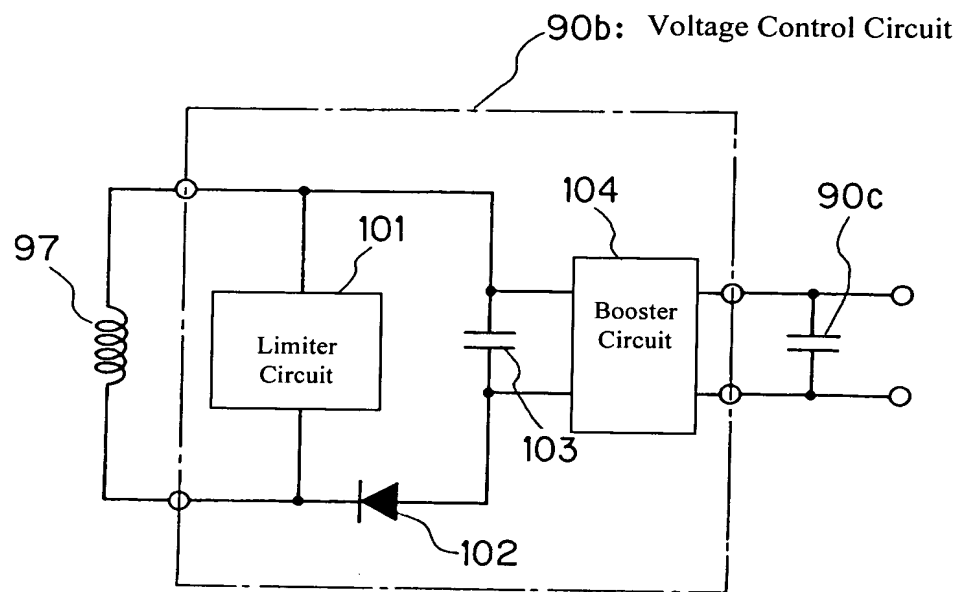 90b: Voltage Control Circuit
104
90c
101
97
Booster
Circuit
Limiter
Circuit
103
102